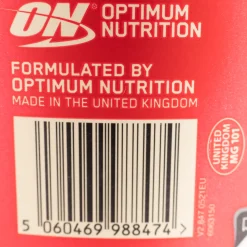 ON OPTIMUM
NUTRITION
FORMULATED BY
OPTIMUM NUTRITION
MADE IN THE UNITED KINGDOM
5 060469 988474 >
UNITED
KINGDOM
MG 101